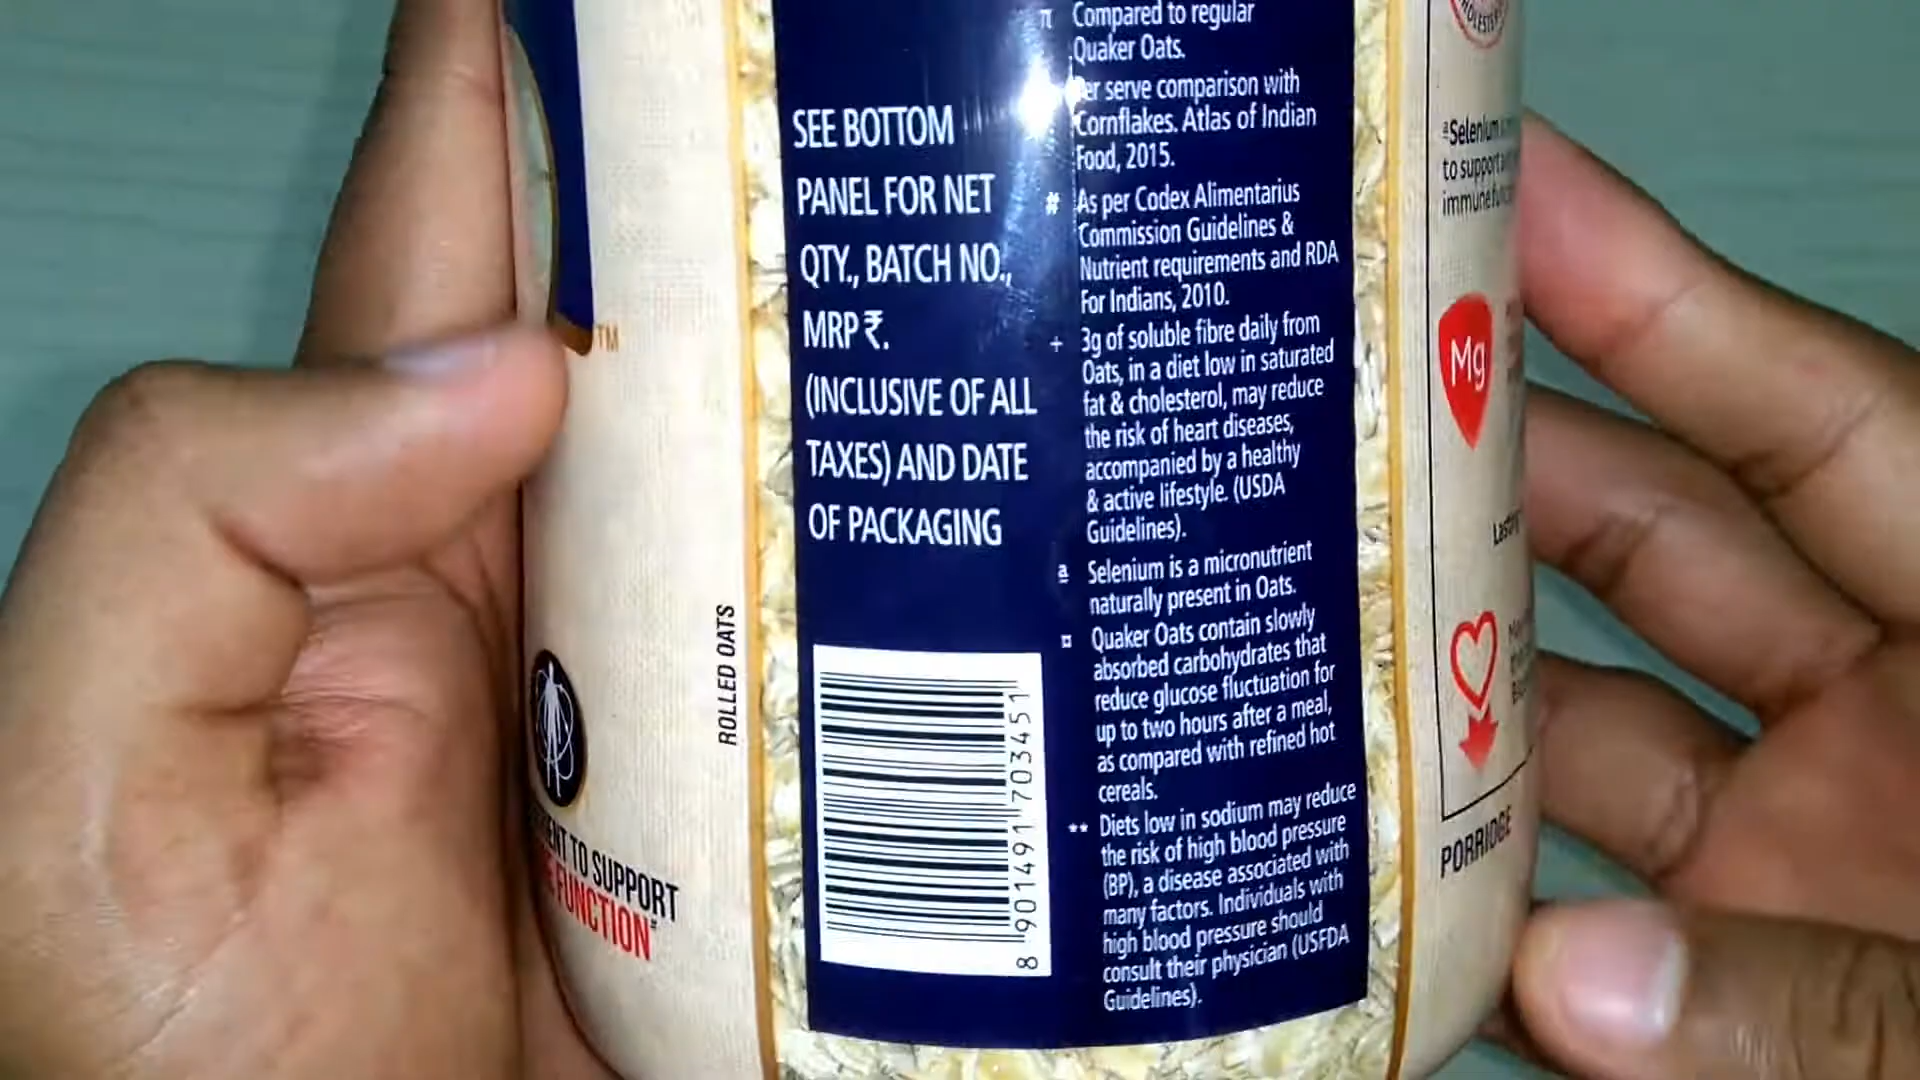 TM
ROLLED OATS
TO SUPPORT
FUNCTION
SEE BOTTOM
PANEL FOR NET
QTY., BATCH NO.,
MRP ₹.
(INCLUSIVE OF ALL
TAXES) AND DATE
OF PACKAGING
8 901491 703451
π Compared to regular
Quaker Oats.
serve comparison with
Cornflakes. Atlas of Indian
Food, 2015.
# As per Codex Alimentarius
Commission Guidelines &
Nutrient requirements and RDA
For Indians, 2010.
+ 3g of soluble fibre daily from
Oats, in a diet low in saturated
fat & cholesterol, may reduce
the risk of heart diseases,
accompanied by a healthy
& active lifestyle. (USDA
Guidelines).
a Selenium is a micronutrient
naturally present in Oats.
¤ Quaker Oats contain slowly
absorbed carbohydrates that
reduce glucose fluctuation for
up to two hours after a meal,
as compared with refined hot
cereals.
** Diets low in sodium may reduce
the risk of high blood pressure
(BP), a disease associated with
many factors. Individuals with
high blood pressure should
consult their physician (USFDA
Guidelines).
aSelenium
to support
immune
Mg
PORRIDGE